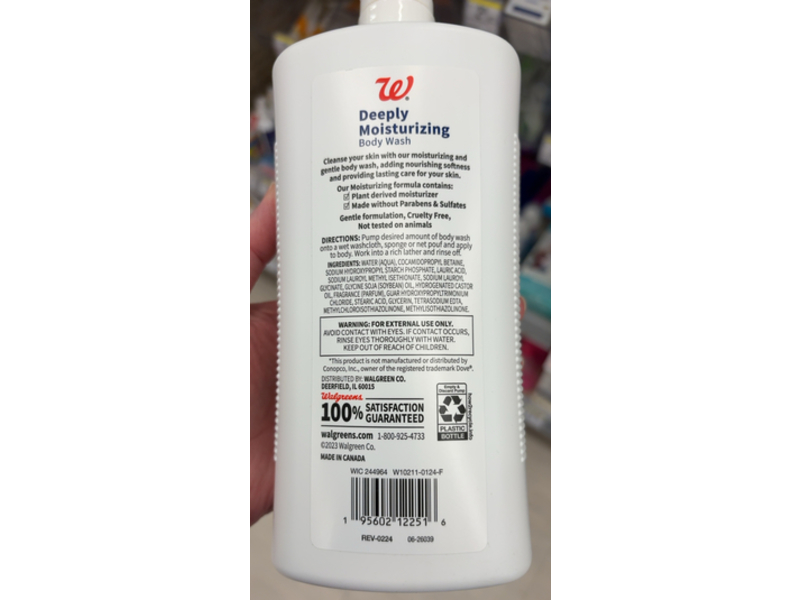 W
Deeply
Moisturizing
Body Wash
Cleanse your skin with our moisturizing and
gentle body wash, adding nourishing softness
and providing lasting care for your skin.
Our Moisturizing formula contains:
☑ Plant derived moisturizer
☑ Made without Parabens & Sulfates
Gentle formulation, Cruelty Free,
Not tested on animals
DIRECTIONS: Pump desired amount of body wash
onto a wet washcloth, sponge or net pouf and apply
to body. Work into a rich lather and rinse off.
INGREDIENTS: WATER (AQUA), COCAMIDOPROPYL BETAINE,
SODIUM HYDROXYPROPYL STARCH PHOSPHATE, LAURIC ACID,
SODIUM LAUROYL METHYL ISETHIONATE, SODIUM LAUROYL
GLYCINATE, GLYCINE SOJA (SOYBEAN) OIL, HYDROGENATED CASTOR
OIL, FRAGRANCE (PARFUM), GUAR HYDROXYPROPYLTRIMONIUM
CHLORIDE, STEARIC ACID, GLYCERIN, TETRASODIUM EDTA,
METHYLCHLOROISOTHIAZOLINONE, METHYLISOTHIAZOLINONE.
WARNING: FOR EXTERNAL USE ONLY.
AVOID CONTACT WITH EYES. IF CONTACT OCCURS,
RINSE EYES THOROUGHLY WITH WATER.
KEEP OUT OF REACH OF CHILDREN.
*This product is not manufactured or distributed by
Conopco, Inc., owner of the registered trademark Dove®.
DISTRIBUTED BY: WALGREEN CO.
DEERFIELD, IL 60015
Walgreens
100% SATISFACTION
GUARANTEED
walgreens.com 1-800-925-4733
©2023 Walgreen Co.
MADE IN CANADA
Empty &
Discard Pump
PLASTIC
BOTTLE
how2recycle.info
WIC 244964 W10211-0124-F
1 95602 12251 6
REV-0224 06-26039